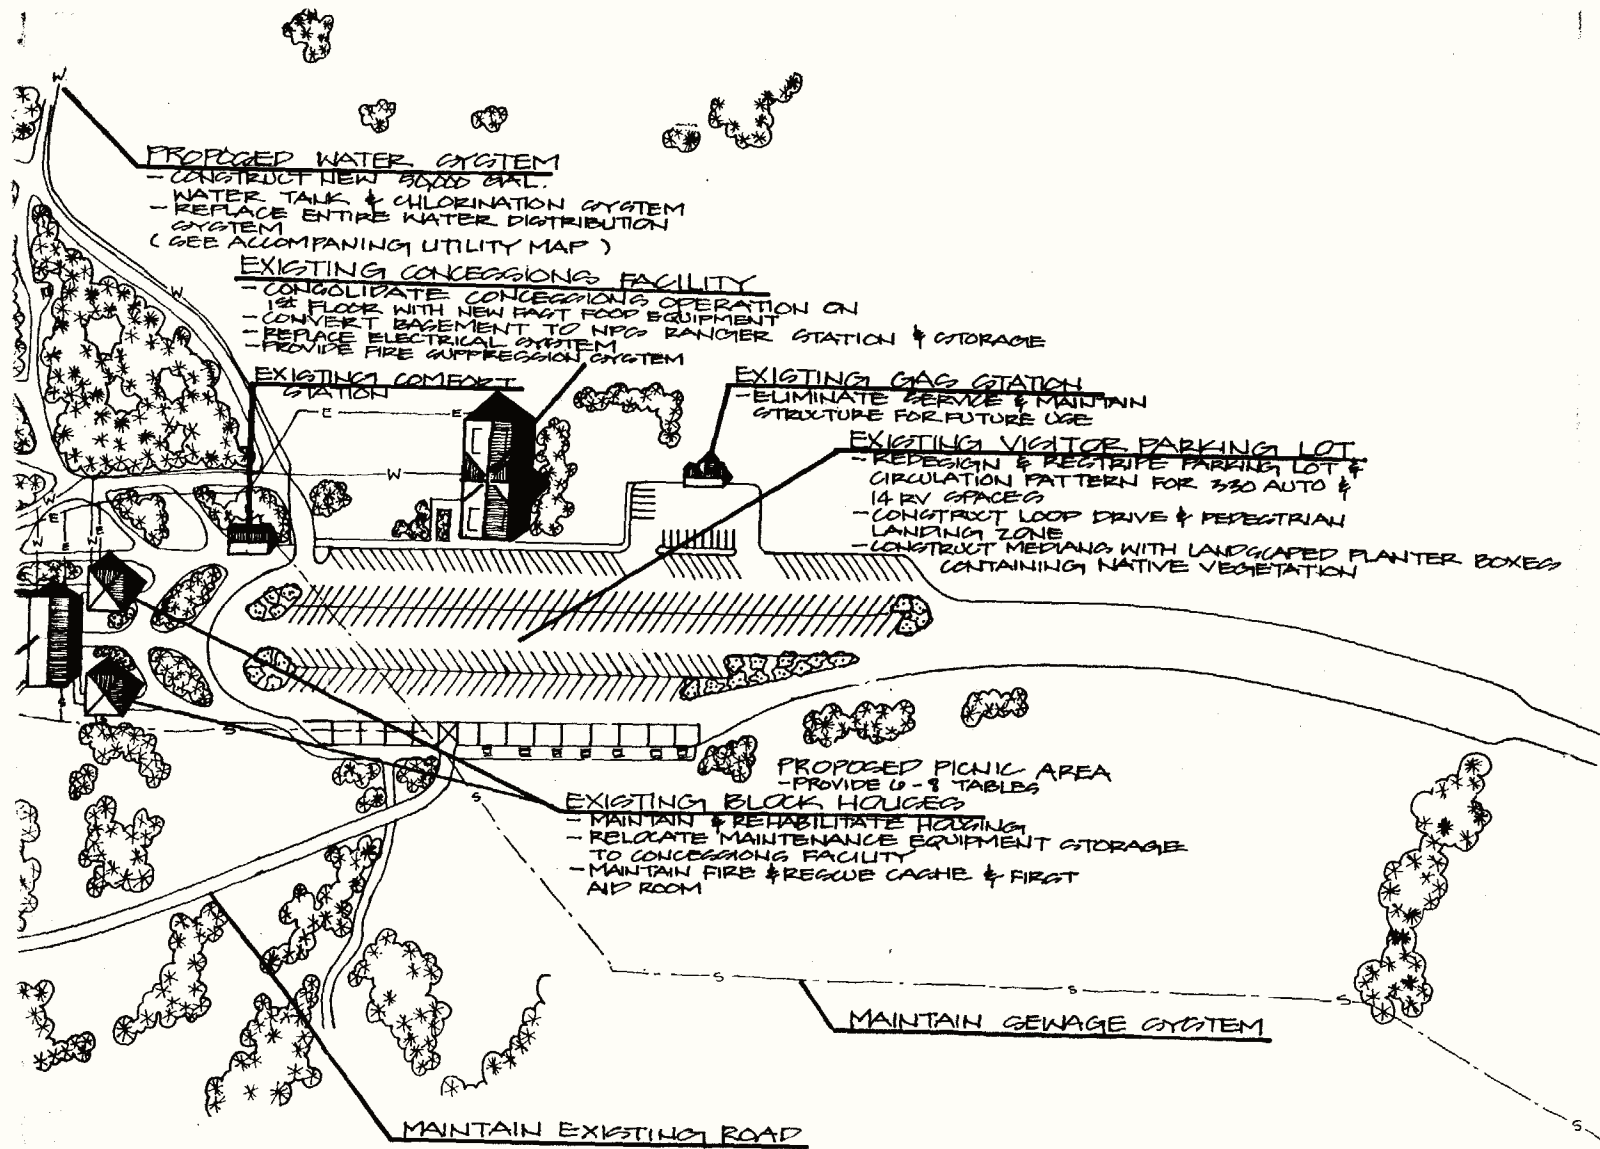 W
PROPOSED WATER SYSTEM
- CONSTRUCT NEW 50,000 GAL.
WATER TANK & CHLORINATION SYSTEM
- REPLACE ENTIRE WATER DISTRIBUTION
SYSTEM
( SEE ACCOMPANING UTILITY MAP )
W
EXISTING CONCESSIONS FACILITY
- CONSOLIDATE CONCESSIONS OPERATION ON
1st FLOOR WITH NEW FAST FOOD EQUIPMENT
- CONVERT BASEMENT TO NPS RANGER STATION & STORAGE
- REPLACE ELECTRICAL SYSTEM
- PROVIDE FIRE SUPPRESSION SYSTEM
EXISTING COMFORT
STATION
E
E
EXISTING GAS STATION
- ELIMINATE SERVICE & MAINTAIN
STRUCTURE FOR FUTURE USE
EXISTING VISITOR PARKING LOT
- REDESIGN & RESTRIPE PARKING LOT &
CIRCULATION PATTERN FOR 330 AUTO &
14 RV SPACES
- CONSTRUCT LOOP DRIVE & PEDESTRIAN
LANDING ZONE
- CONSTRUCT MEDIANS WITH LANDSCAPED PLANTER BOXES
CONTAINING NATIVE VEGETATION
W
W
E
E
W
E
W
S
S
PROPOSED PICNIC AREA
- PROVIDE 6 - 8 TABLES
EXISTING BLOCK HOUSES
- MAINTAIN & REHABILITATE HOUSING
- RELOCATE MAINTENANCE EQUIPMENT STORAGE
TO CONCESSIONS FACILITY
- MAINTAIN FIRE & RESCUE CACHE & FIRST
AID ROOM
S
S
S
S
MAINTAIN SEWAGE SYSTEM
S
MAINTAIN EXISTING ROAD